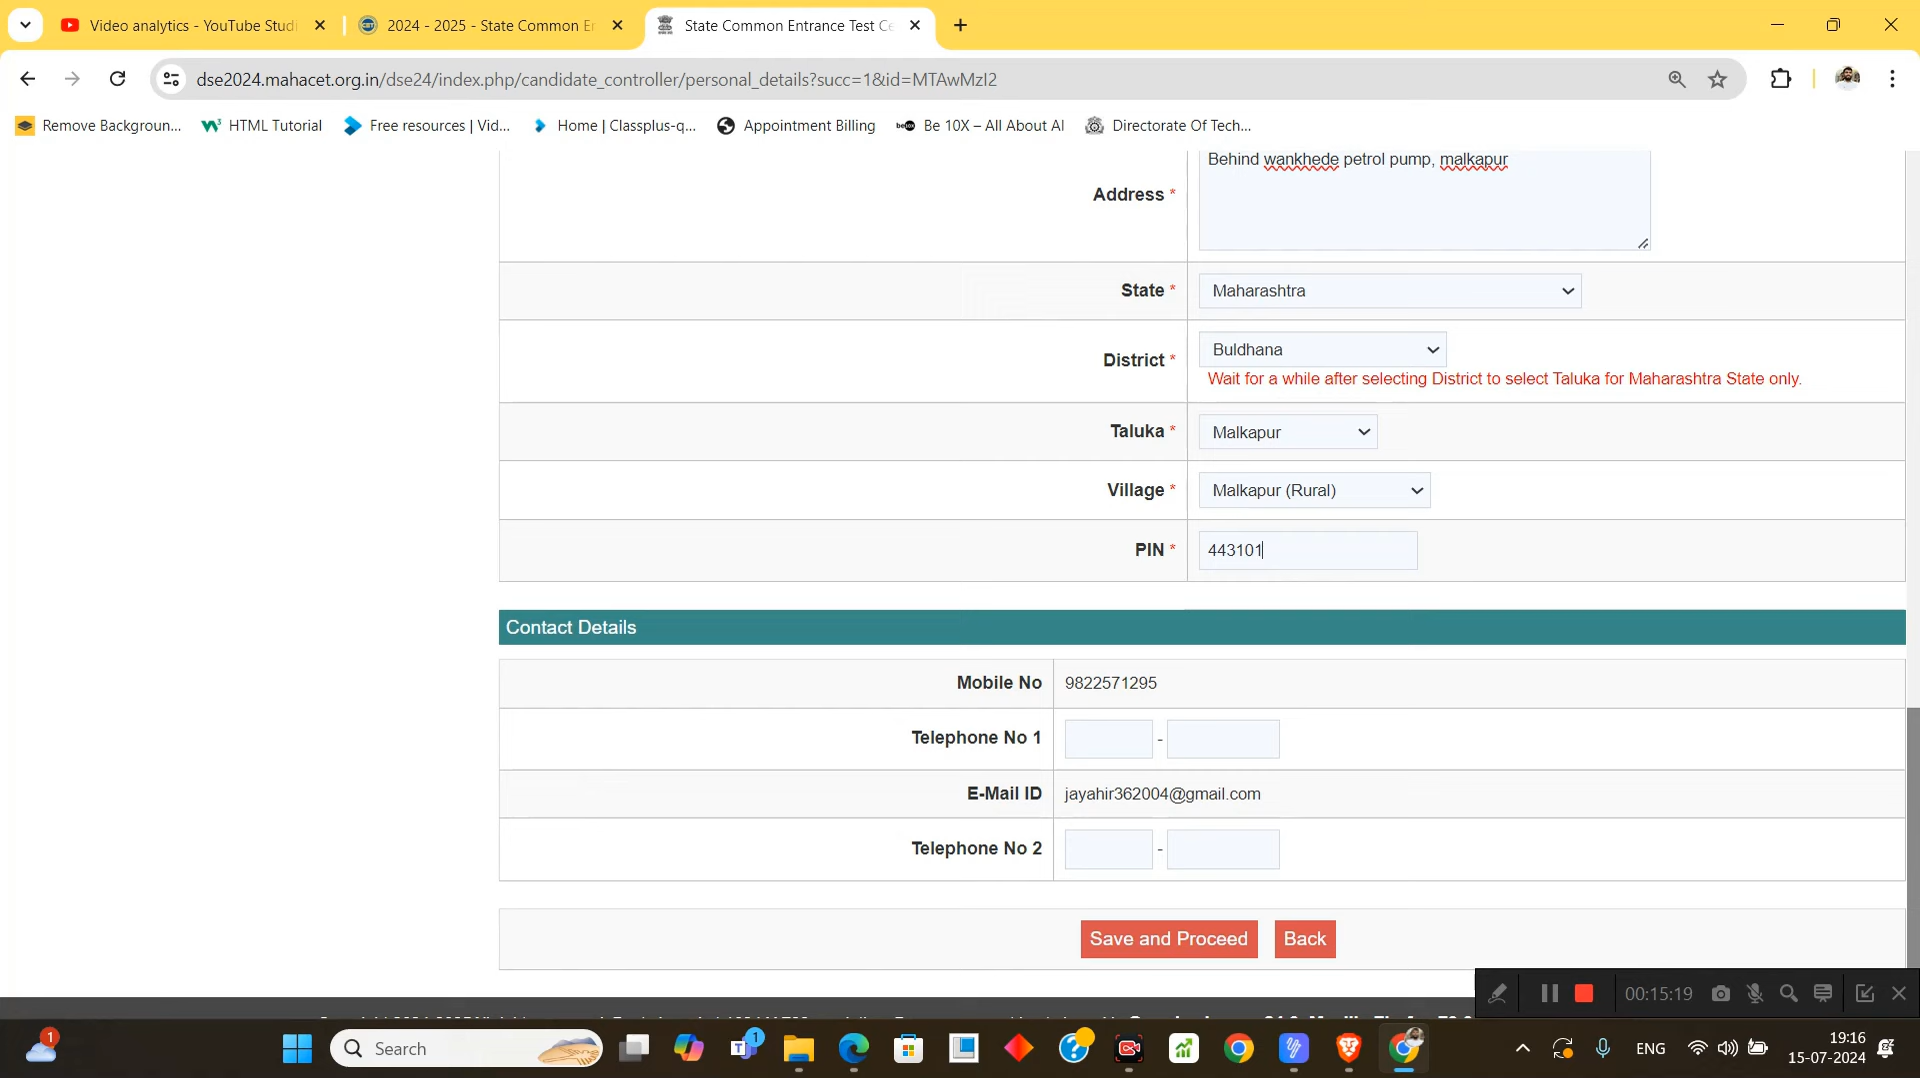 Video analytics - YouTube Studi
2024 - 2025 - State Common En
State Common Entrance Test Ce
dse2024.mahacet.org.in/dse24/index.php/candidate_controller/personal_details?succ=1&id=MTAwMzI2
Remove Backgroun...
HTML Tutorial
Free resources | Vid...
Home | Classplus-q...
Appointment Billing
Be 10X – All About AI
Directorate Of Tech...
Behind wankhede petrol pump, malkapur
Address *
State *
Maharashtra
District *
Buldhana
Wait for a while after selecting District to select Taluka for Maharashtra State only.
Taluka *
Malkapur
Village *
Malkapur (Rural)
PIN *
443101
Contact Details
Mobile No
9822571295
Telephone No 1
-
E-Mail ID
jayahir362004@gmail.com
Telephone No 2
-
Save and Proceed
Back
00:15:19
1
Search
1
ENG
19:16
15-07-2024